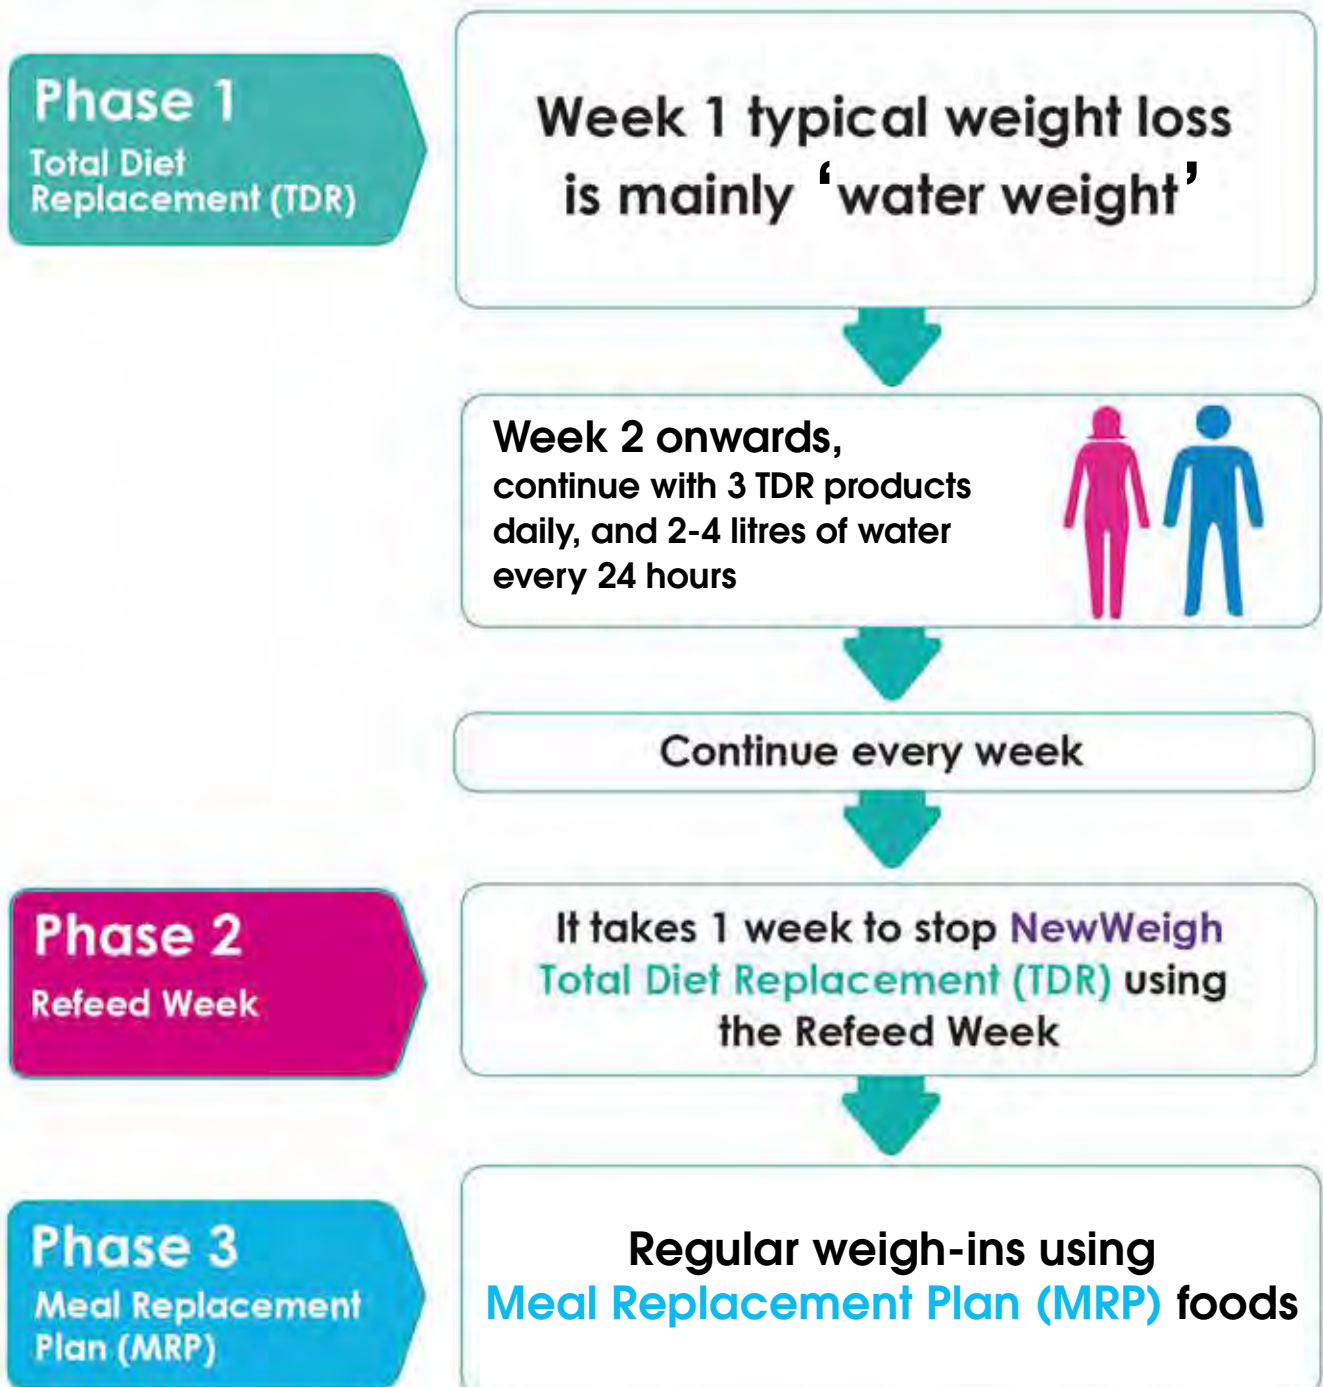 Phase 1
Total Diet
Replacement (TDR)
Week 1 typical weight loss
is mainly ‘water weight’
Week 2 onwards,
continue with 3 TDR products
daily, and 2-4 litres of water
every 24 hours
Continue every week
Phase 2
Refeed Week
It takes 1 week to stop NewWeigh
Total Diet Replacement (TDR) using
the Refeed Week
Phase 3
Meal Replacement
Plan (MRP)
Regular weigh-ins using
Meal Replacement Plan (MRP) foods